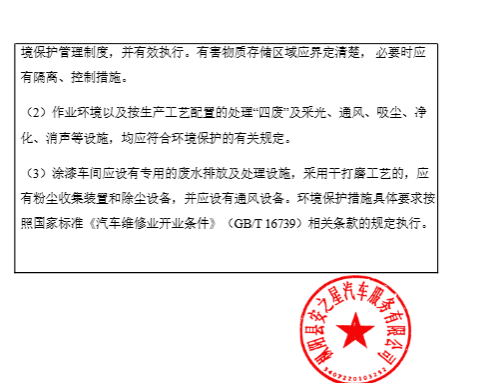 境保护管理制度，并有效执行。有害物质存储区域应界定清楚， 必要时应
有隔离、控制措施。
（2）作业环境以及按生产工艺配置的处理“四废”及采光、通风、吸尘、净
化、消声等设施，均应符合环境保护的有关规定。
（3）涂漆车间应设有专用的废水排放及处理设施，采用干打磨工艺的，应
有粉尘收集装置和除尘设备，并应设有通风设备。环境保护措施具体要求按
照国家标准《汽车维修业开业条件》（GB/T 16739）相关条款的规定执行。
枞阳县安之星汽车服务有限公司
3407220103252